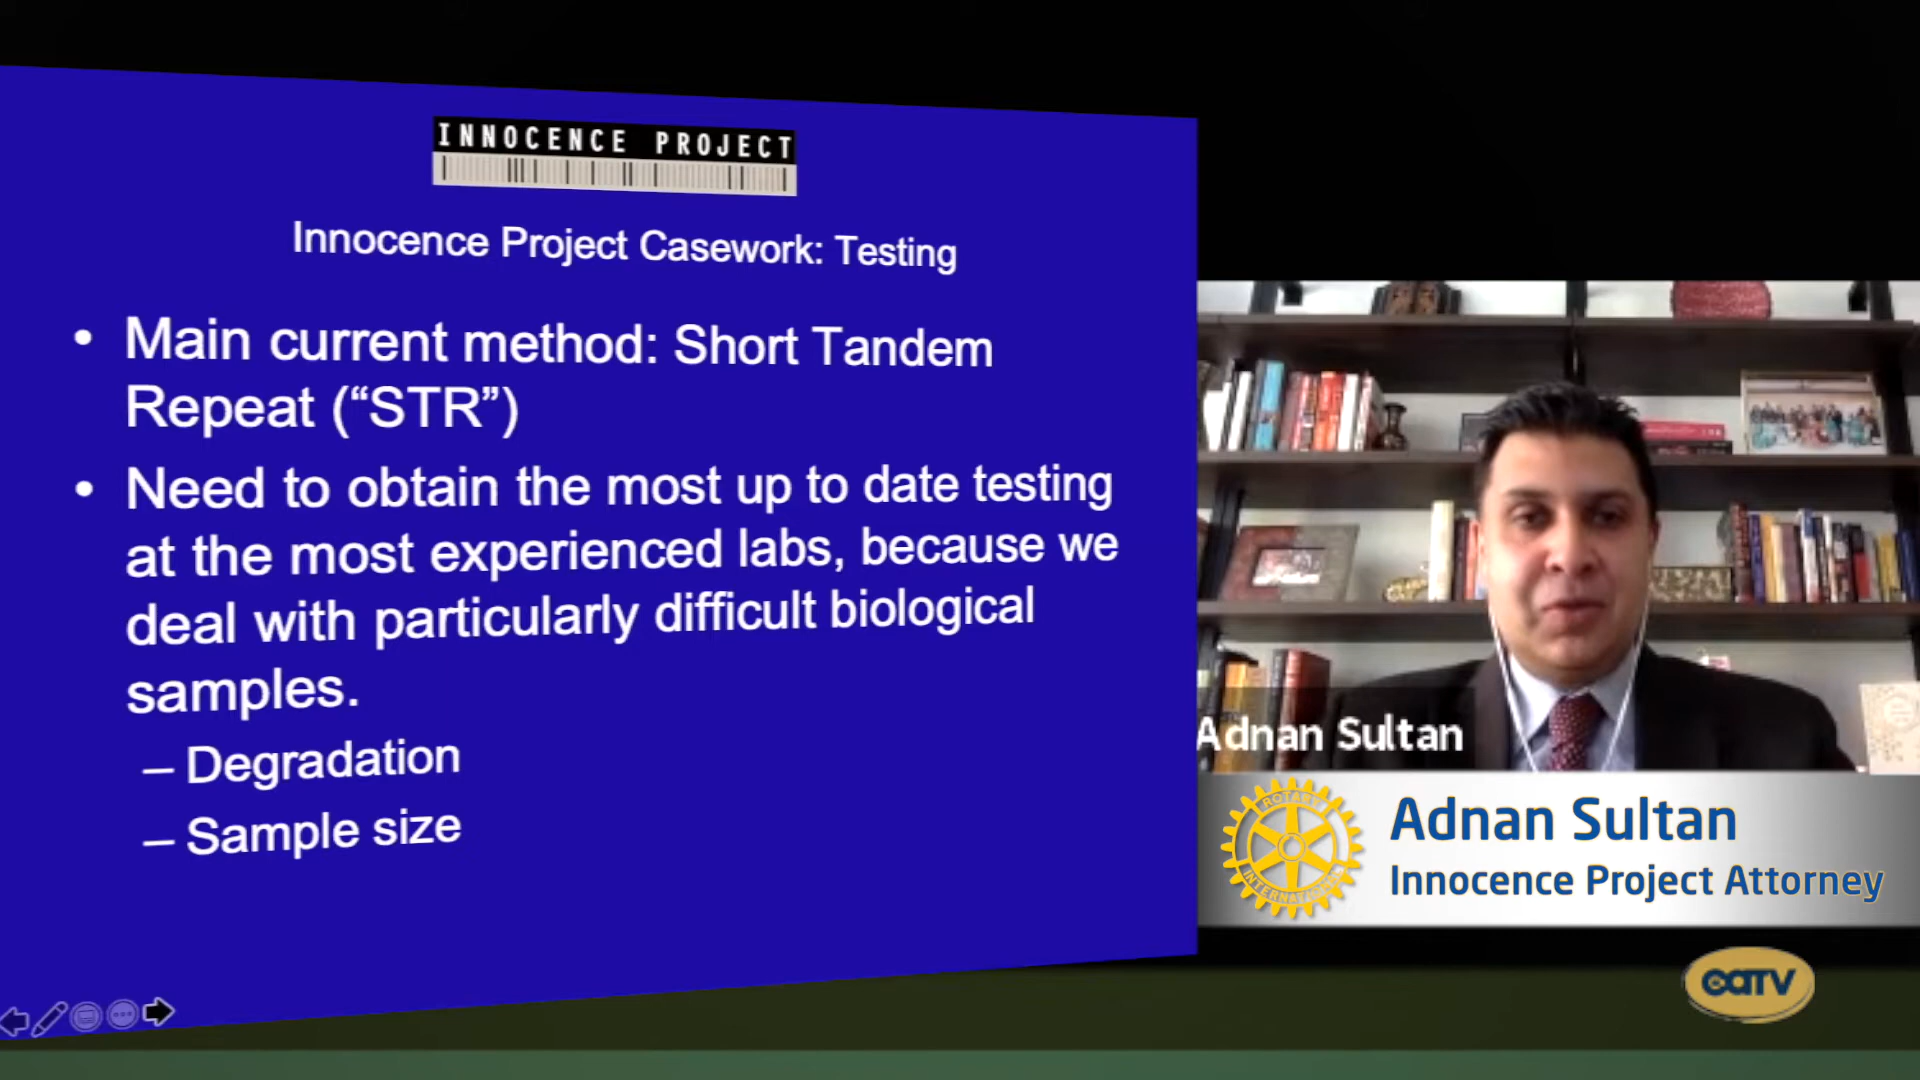 INNOCENCE PROJECT
Innocence Project Casework: Testing
• Main current method: Short Tandem
Repeat (“STR”)
• Need to obtain the most up to date testing
at the most experienced labs, because we
deal with particularly difficult biological
samples.
– Degradation
– Sample size
Adnan Sultan
ROTARY
INTERNATIONAL
Adnan Sultan
Innocence Project Attorney
catv